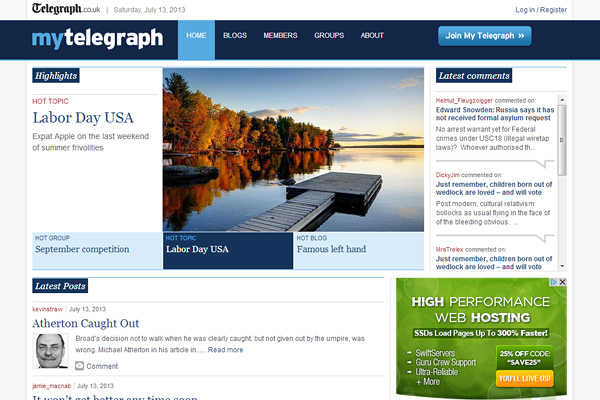 Telegraph.co.uk | Saturday, July 13, 2013 Log in / Register
mytelegraph HOME BLOGS MEMBERS GROUPS ABOUT Join My Telegraph »
Highlights
HOT TOPIC
Labor Day USA
Expat Apple on the last weekend
of summer frivolities
HOT GROUP
September competition
HOT TOPIC
Labor Day USA
HOT BLOG
Famous left hand
Latest comments
Helmut_Fleugzoigger commented on:
Edward Snowden: Russia says it has
not received formal asylum request
No arrest warrant yet for Federal
crimes under USC18 (illegal wiretap
laws)? Whoever authorised th...
DickyJim commented on:
Just remember, children born out of
wedlock are loved – and will vote
Post modern, cultural relativism
bollocks as usual flying in the face of
of the bleeding obvious. ...
MrsTrelex commented on:
Just remember, children born out of
wedlock are loved – and will vote
Latest Posts
kevinstraw | July 13, 2013
Atherton Caught Out
Broad's decision not to walk when he was clearly caught, but not given out by the umpire, was
wrong. Michael Atherton in his article in..... Read more
Comment
jamie_macnab | July 13, 2013
It won't get better any time soon
HIGH PERFORMANCE
WEB HOSTING
SSDs Load Pages Up To 300% Faster!
- SwiftServers
- Guru Crew Support
- Ultra-Reliable
+ More
25% OFF CODE:
"SAVE25"
YOU'LL LOVE US!